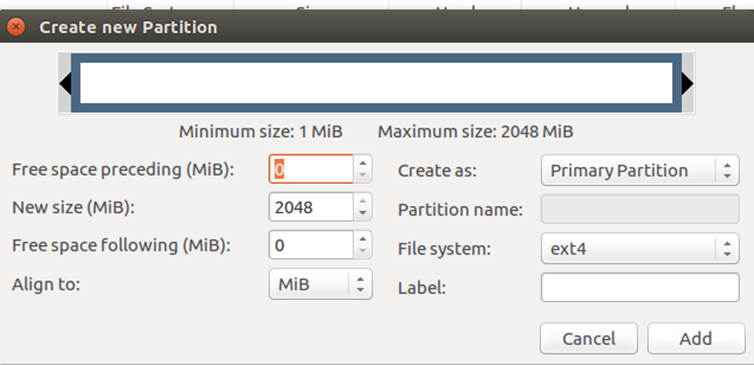 Create new Partition
Minimum size: 1 MiB Maximum size: 2048 MiB
Free space preceding (MiB): 0 Create as: Primary Partition
New size (MiB): 2048 Partition name:
Free space following (MiB): 0 File system: ext4
Align to: MiB Label:
Cancel Add